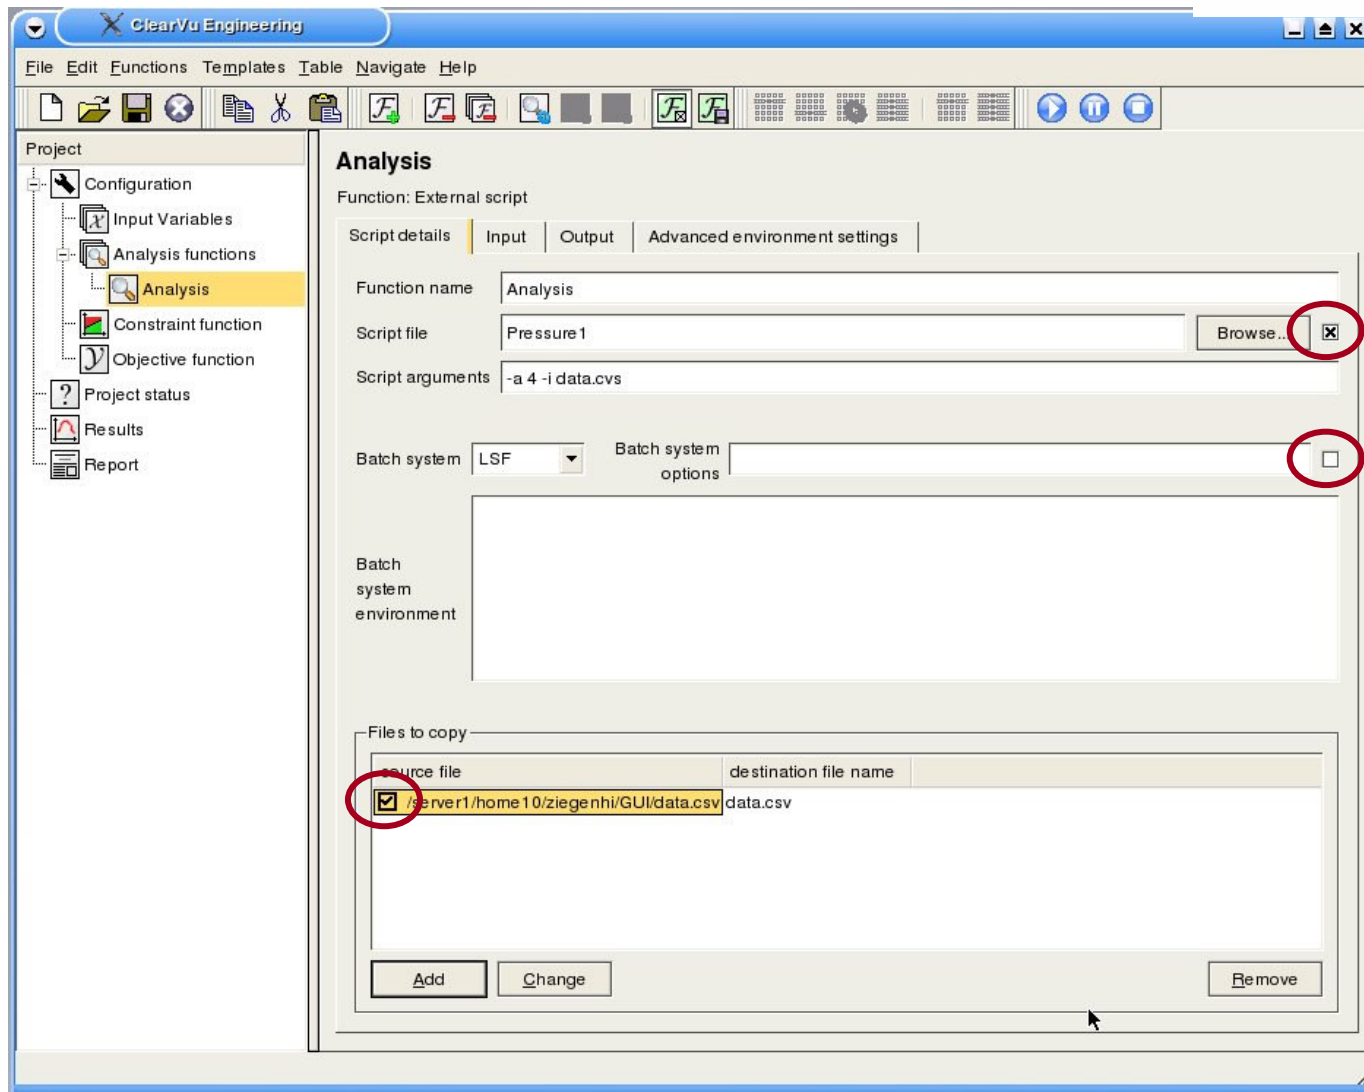 ClearVu Engineering
File Edit Functions Templates Table Navigate Help
Project
Configuration
Input Variables
Analysis functions
Analysis
Constraint function
Objective function
Project status
Results
Report
Analysis
Function: External script
Script details Input Output Advanced environment settings
Function name Analysis
Script file Pressure1 Browse...
Script arguments -a 4 -i data.cvs
Batch system LSF Batch system options
Batch system environment
Files to copy
source file destination file name
/server1/home10/ziegenhi/GUI/data.csv data.csv
Add Change Remove